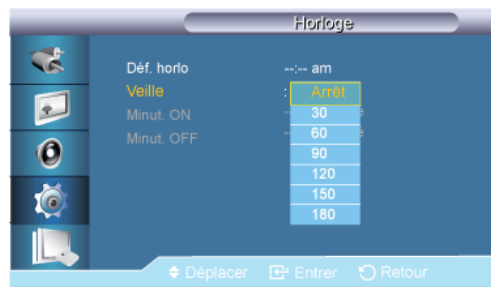 Horloge
Déf. horlo --:-- am
Veille : Arrêt
Minut. ON 30
Minut. OFF 60
90
120
150
180
Déplacer Entrer Retour